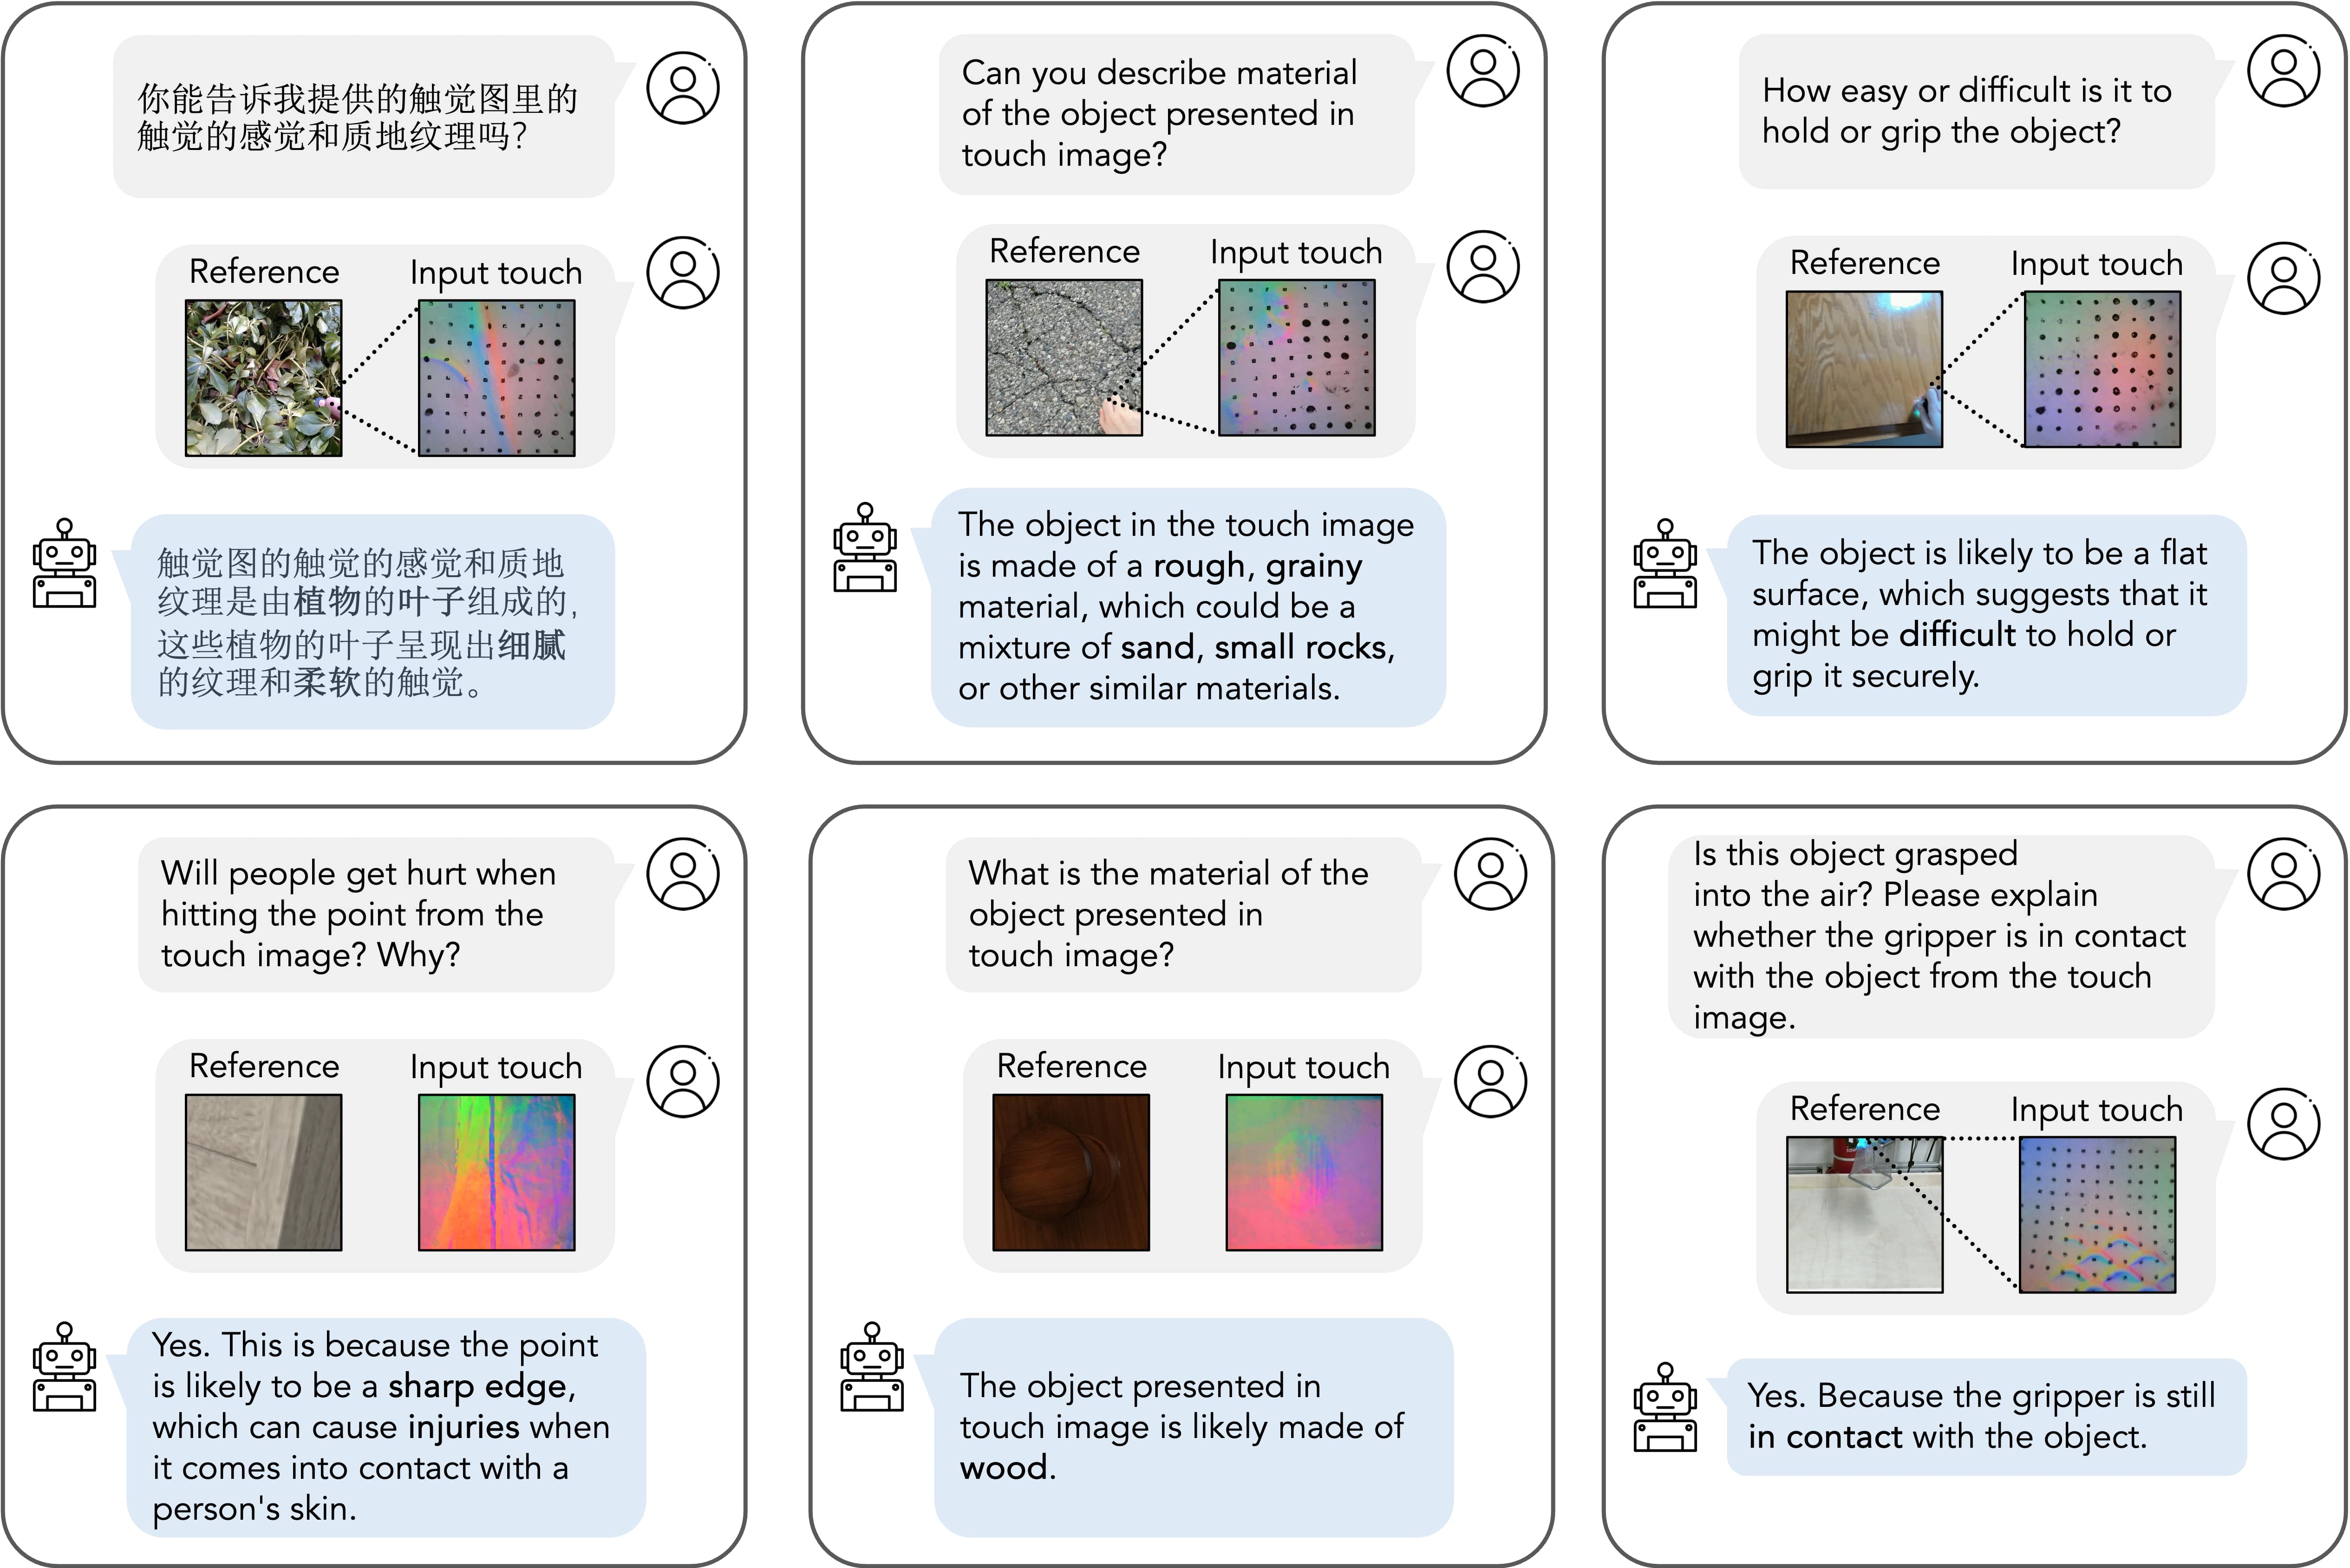 你能告诉我提供的触觉图里的
触觉的感觉和质地纹理吗?
Reference
Input touch
触觉图的触觉的感觉和质地
纹理是由植物的叶子组成的,
这些植物的叶子呈现出细腻
的纹理和柔软的触觉。
Can you describe material
of the object presented in
touch image?
Reference
Input touch
The object in the touch image
is made of a rough, grainy
material, which could be a
mixture of sand, small rocks,
or other similar materials.
How easy or difficult is it to
hold or grip the object?
Reference
Input touch
The object is likely to be a flat
surface, which suggests that it
might be difficult to hold or
grip it securely.
Will people get hurt when
hitting the point from the
touch image? Why?
Reference
Input touch
Yes. This is because the point
is likely to be a sharp edge,
which can cause injuries when
it comes into contact with a
person's skin.
What is the material of the
object presented in
touch image?
Reference
Input touch
The object presented in
touch image is likely made of
wood.
Is this object grasped
into the air? Please explain
whether the gripper is in contact
with the object from the touch
image.
Reference
Input touch
Yes. Because the gripper is still
in contact with the object.